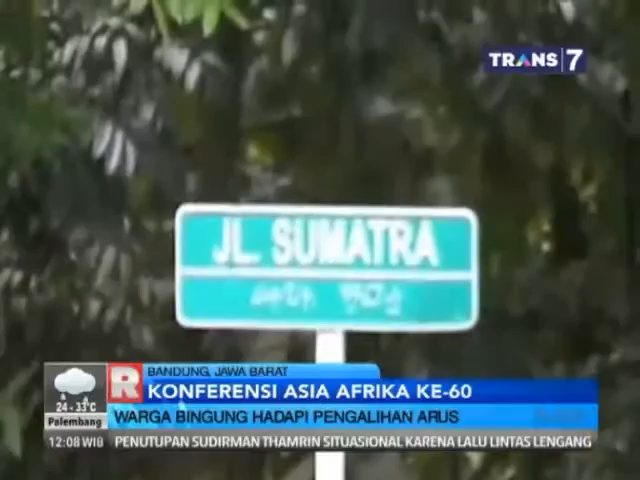 TRANS|7
JL. SUMATRA
BANDUNG, JAWA BARAT
R KONFERENSI ASIA AFRIKA KE-60
24 - 33°C
WARGA BINGUNG HADAPI PENGALIHAN ARUS
Palembang
12:08 WIB PENUTUPAN SUDIRMAN THAMRIN SITUASIONAL KARENA LALU LINTAS LENGANG